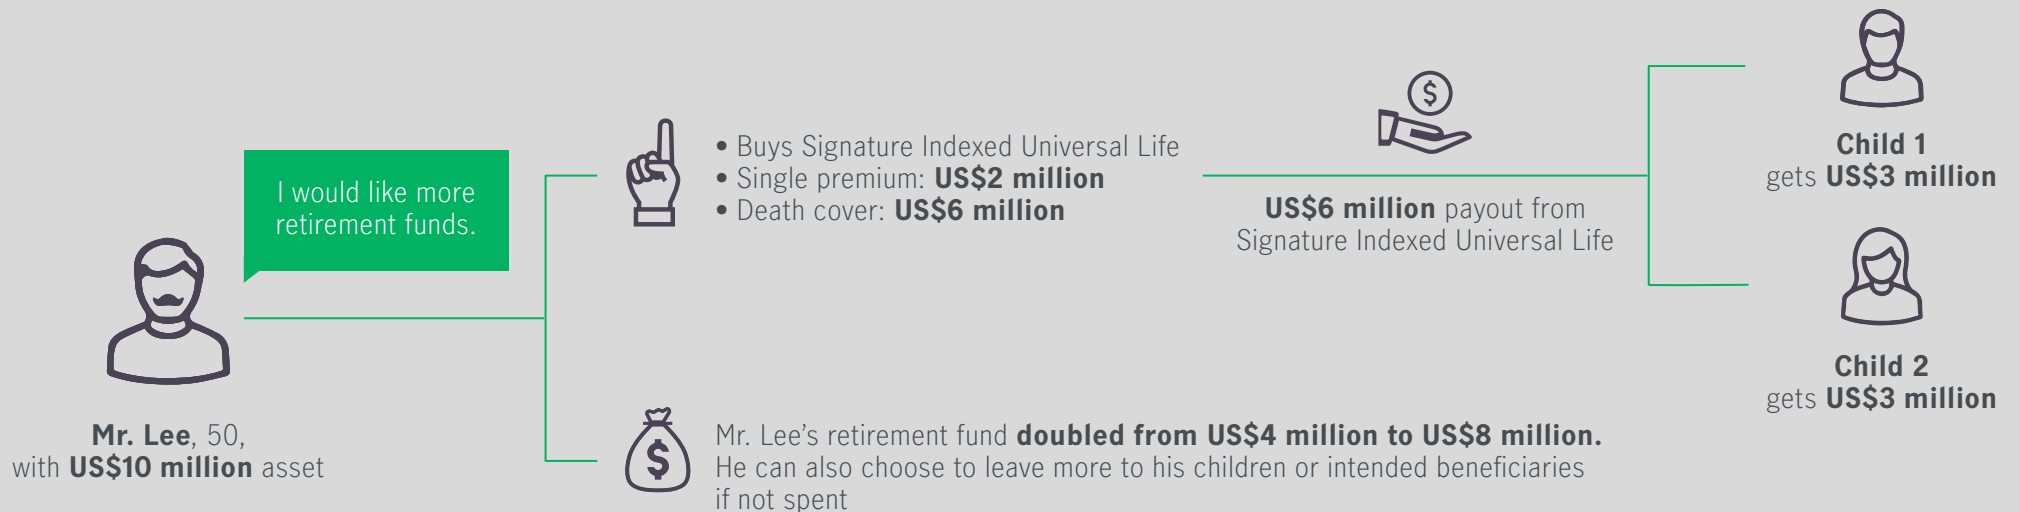 I would like more
retirement funds.
Mr. Lee, 50,
with US$10 million asset
• Buys Signature Indexed Universal Life
• Single premium: US$2 million
• Death cover: US$6 million
$
US$6 million payout from
Signature Indexed Universal Life
Child 1
gets US$3 million
Child 2
gets US$3 million
$
Mr. Lee's retirement fund doubled from US$4 million to US$8 million.
He can also choose to leave more to his children or intended beneficiaries
if not spent